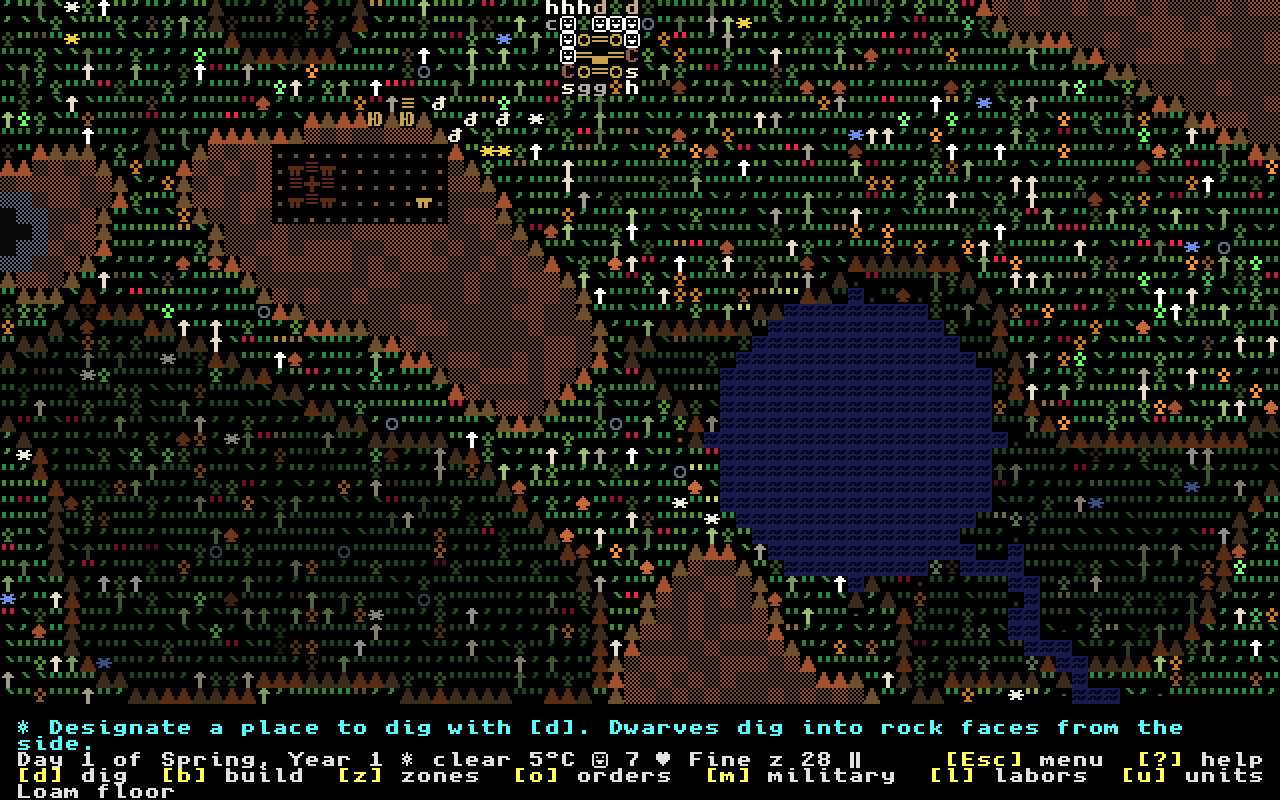 * Designate a place to dig with [d]. Dwarves dig into rock faces from the
side.
Day 1 of Spring, Year 1 * clear 5°C ☺ 7 ♥ Fine z 28 ‖ [Esc] menu [?] help
[d] dig [b] build [z] zones [o] orders [m] military [l] labors [u] units
Loam floor